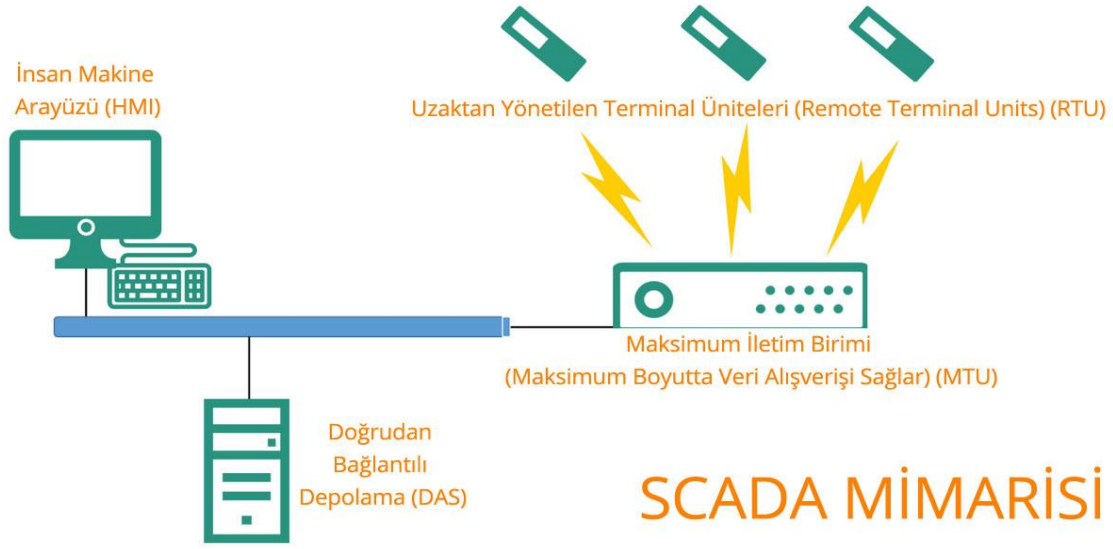 İnsan Makine
Arayüzü (HMI)
Uzaktan Yönetilen Terminal Üniteleri (Remote Terminal Units) (RTU)
Maksimum İletim Birimi
(Maksimum Boyutta Veri Alışverişi Sağlar) (MTU)
Doğrudan
Bağlantılı
Depolama (DAS)
SCADA MİMARİSİ